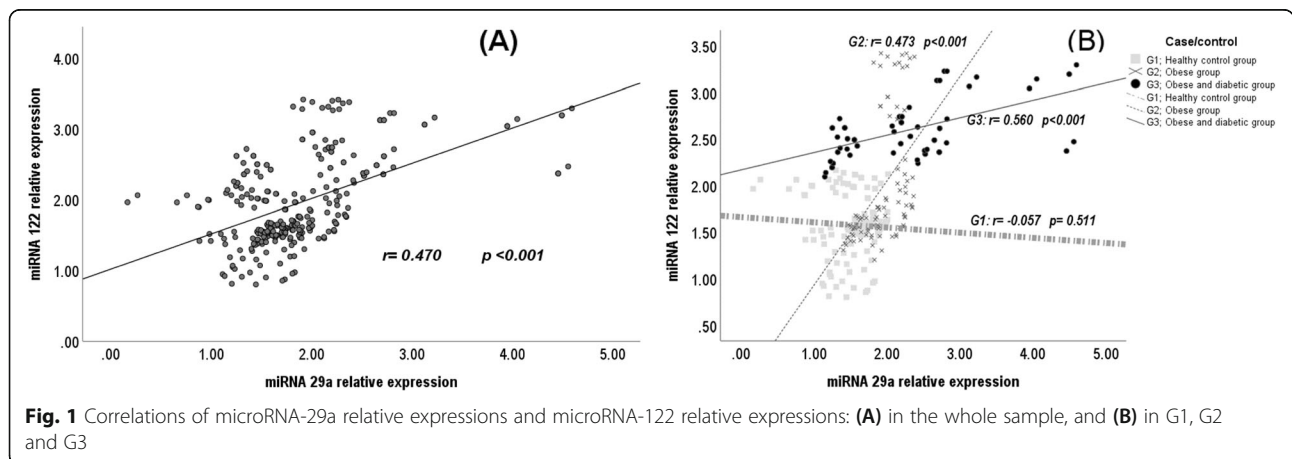 (A)
4.00
3.00
2.00
1.00
.00
miRNA 122 relative expression
r= 0.470 p <0.001
.00 1.00 2.00 3.00 4.00 5.00
miRNA 29a relative expression
(B)
G2: r= 0.473 p<0.001
3.50
3.00
2.50
2.00
1.50
1.00
.50
miRNA 122 relative expression
G3: r= 0.560 p<0.001
G1: r= -0.057 p= 0.511
.00 1.00 2.00 3.00 4.00 5.00
miRNA 29a relative expression
Case/control
G1; Healthy control group
G2; Obese group
G3; Obese and diabetic group
G1; Healthy control group
G2; Obese group
G3; Obese and diabetic group
Fig. 1 Correlations of microRNA-29a relative expressions and microRNA-122 relative expressions: (A) in the whole sample, and (B) in G1, G2
and G3